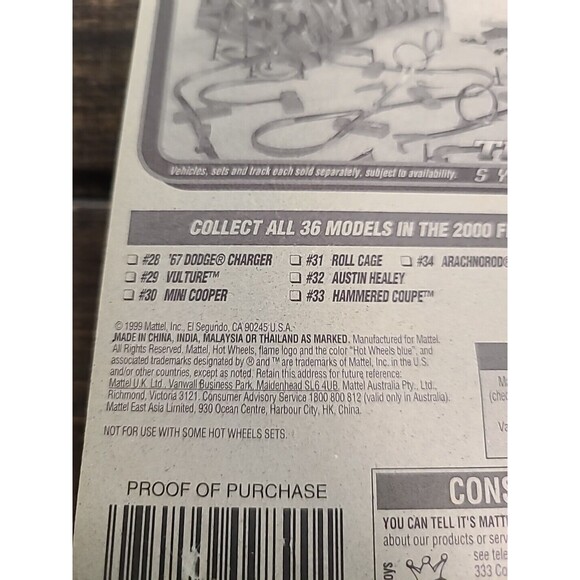 Vehicles, sets and track each sold separately, subject to availability.
COLLECT ALL 36 MODELS IN THE 2000
#28 '67 DODGE® CHARGER
#29 VULTURE™
#30 MINI COOPER
#31 ROLL CAGE
#32 AUSTIN HEALEY
#33 HAMMERED COUPE™
#34 ARACHNOROD®
© 1999 Mattel, Inc., El Segundo, CA 90245 U.S.A.
MADE IN CHINA, INDIA, MALAYSIA OR THAILAND AS MARKED. Manufactured for Mattel.
All Rights Reserved. Mattel, Hot Wheels, flame logo and the color "Hot Wheels blue", and
associated trademarks designated by ® and ™ are trademarks of Mattel, Inc. in the U.S.
and/or other countries, except as noted. Retain this address for future reference:
Mattel U.K. Ltd., Vanwall Business Park, Maidenhead SL6 4UB. Mattel Australia Pty., Ltd.,
Richmond, Victoria 3121. Consumer Advisory Service 1800 800 812 (valid only in Australia).
Mattel East Asia Limited, 930 Ocean Centre, Harbour City, HK, China.
NOT FOR USE WITH SOME HOT WHEELS SETS.
PROOF OF PURCHASE
CONS
YOU CAN TELL IT'S MATT
about our products or serv
see tele
333 Co